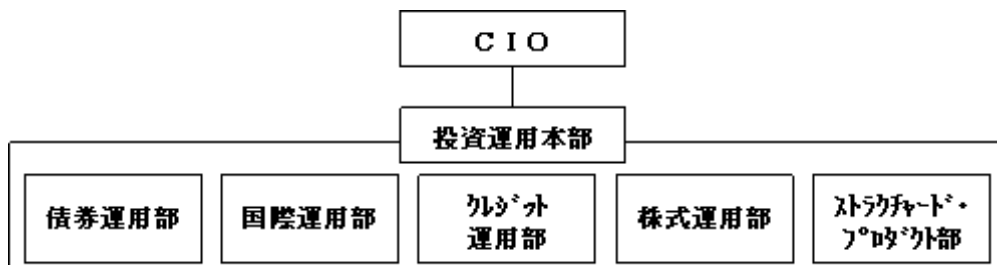 ＣＩＯ
投資運用本部
債券運用部
国際運用部
ｸﾚｼﾞｯﾄ
運用部
株式運用部
ｽﾄﾗｸﾁｬｰﾄﾞ・
ﾌﾟﾛﾀﾞｸﾄ部